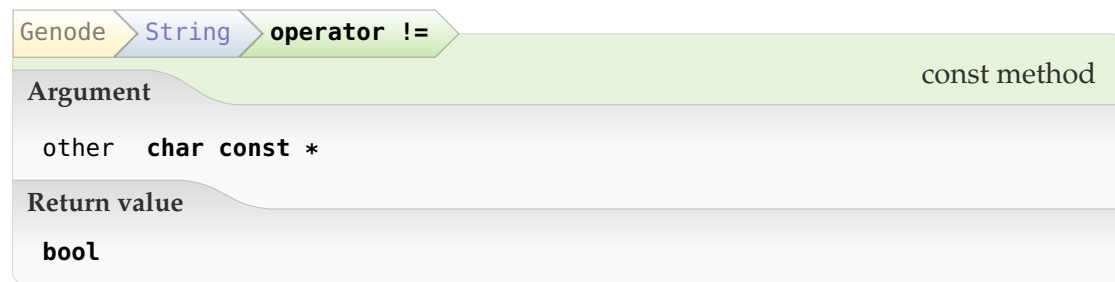 Genode String operator !=
const method
Argument
other char const *
Return value
bool